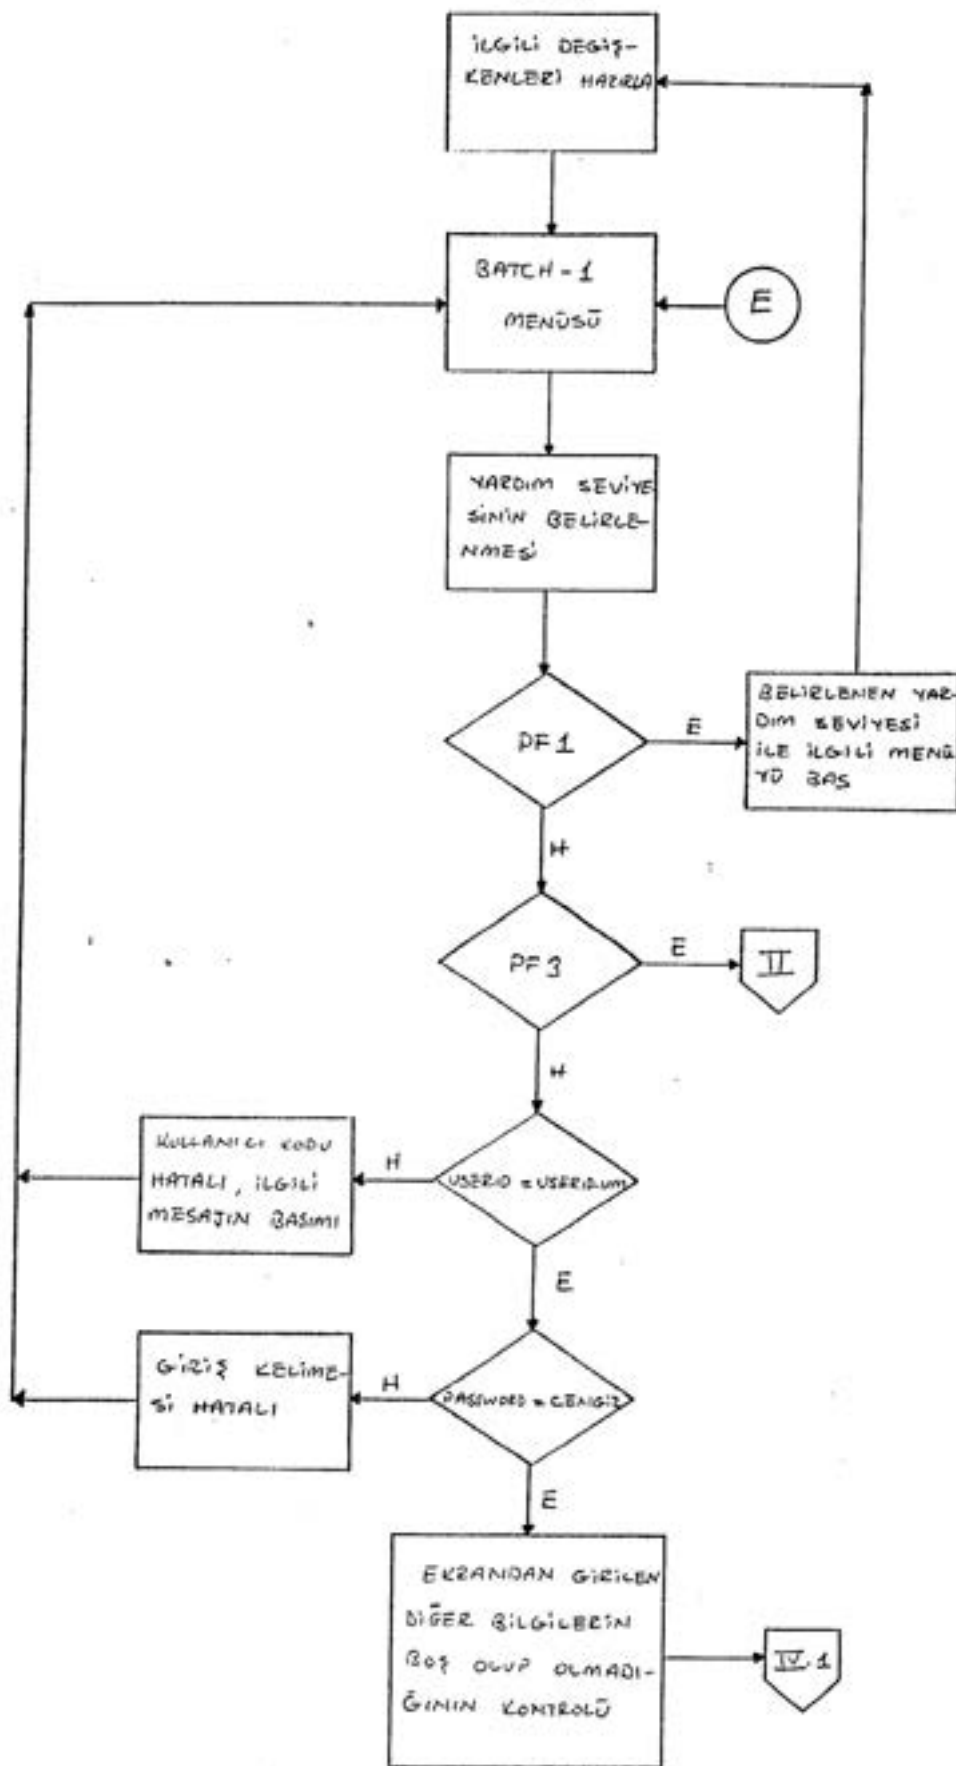 İLGİLİ DEĞİŞ-
KENLERİ HAZIRLA
BATCH-1
MENÜSÜ
E
YARDIM SEVİYE
SİNİN BELİRLE-
NMESİ
PF1
E
BELİRLENEN YAR-
DIM SEVİYESİ
İLE İLGİLİ MENÜ
YÜ BAS
H
PF3
E
II
H
USERID = USERIDUM
H
KULLANICI KODU
HATALI, İLGİLİ
MESAJIN BASIMI
E
PASSWORD = CENGİZ
H
GİRİŞ KELİME-
Sİ HATALI
E
EKRANDAN GİRİLEN
DİĞER BİLGİLERİN
BOŞ OLUP OLMADI-
ĞININ KONTROLÜ
IV.1